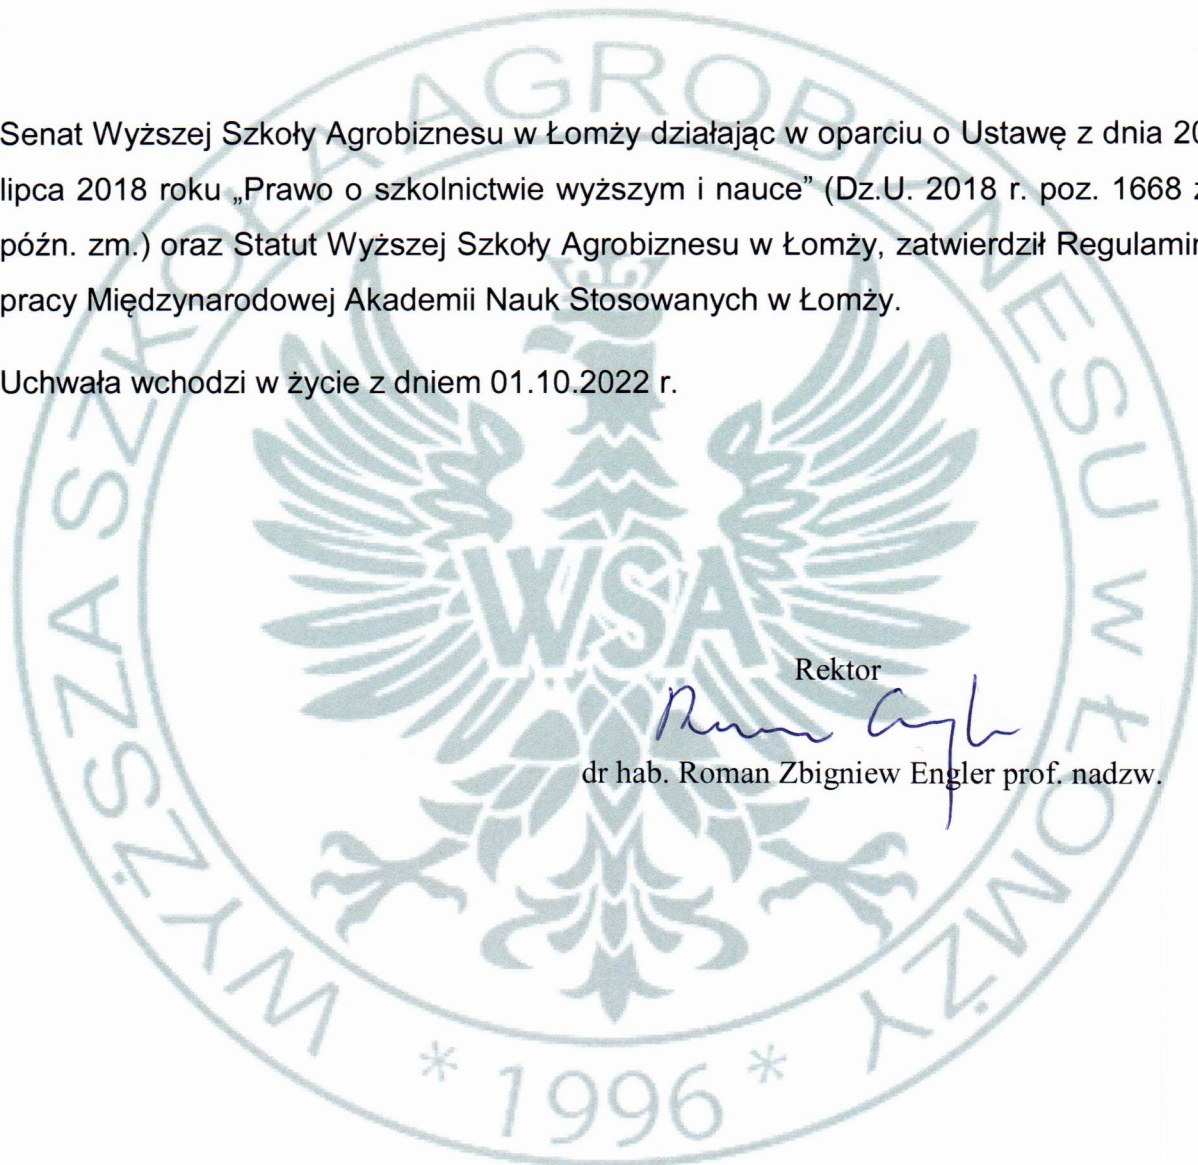 Senat Wyższej Szkoły Agrobiznesu w Łomży działając w oparciu o Ustawę z dnia 20
lipca 2018 roku „Prawo o szkolnictwie wyższym i nauce” (Dz.U. 2018 r. poz. 1668 z
późn. zm.) oraz Statut Wyższej Szkoły Agrobiznesu w Łomży, zatwierdził Regulamin
pracy Międzynarodowej Akademii Nauk Stosowanych w Łomży.
Uchwała wchodzi w życie z dniem 01.10.2022 r.
WYŻSZA SZKOŁA AGROBIZNESU W ŁOMŻY
WSA
* 1996 *
Rektor
dr hab. Roman Zbigniew Engler prof. nadzw.